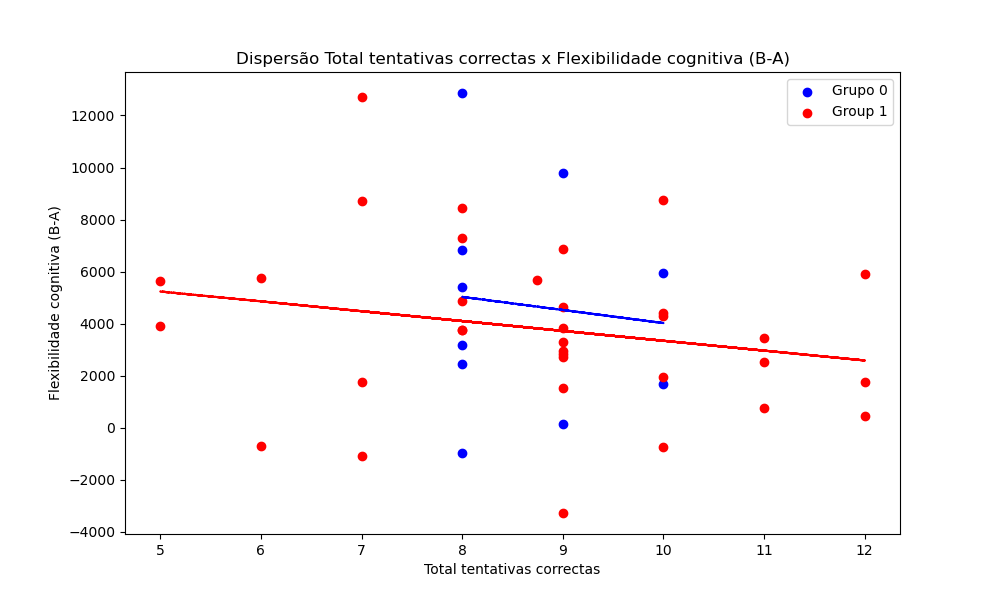 Dispersão Total tentativas correctas x Flexibilidade cognitiva (B-A)
Grupo 0
Group 1
12000
10000
8000
6000
4000
2000
0
−2000
−4000
Flexibilidade cognitiva (B-A)
5 6 7 8 9 10 11 12
Total tentativas correctas